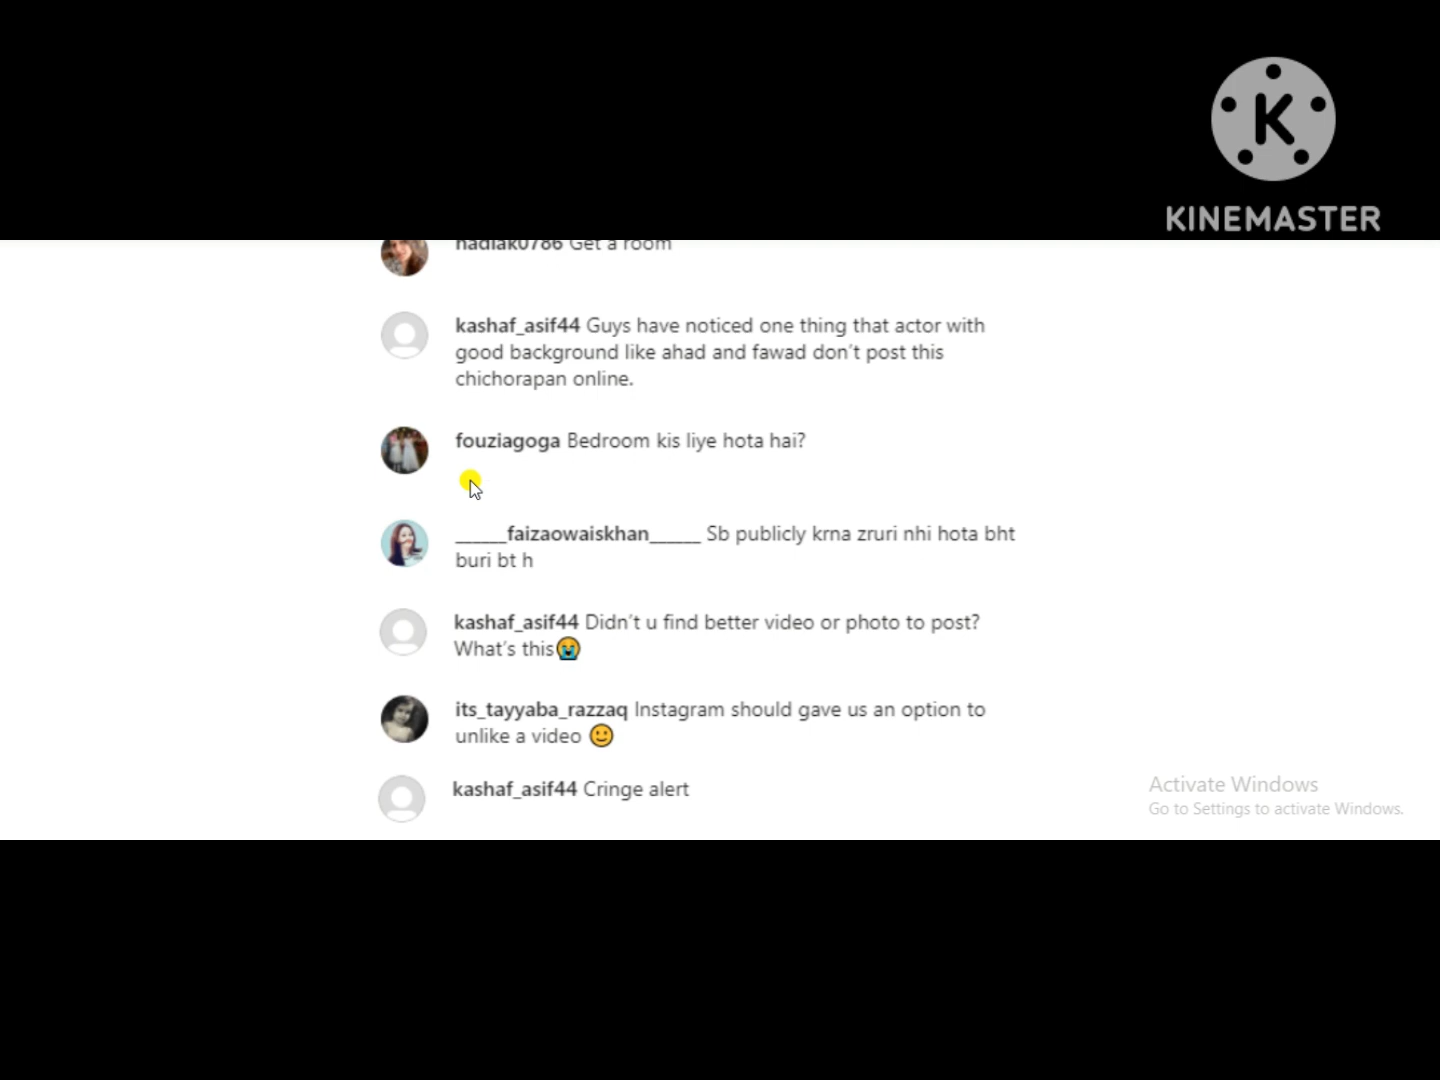 KINEMASTER
nadiak0786 Get a room
kashaf_asif44 Guys have noticed one thing that actor with
good background like ahad and fawad don't post this
chichorapan online.
fouziagoga Bedroom kis liye hota hai?
______faizaowaiskhan______ Sb publicly krna zruri nhi hota bht
buri bt h
kashaf_asif44 Didn't u find better video or photo to post?
What's this😭
its_tayyaba_razzaq Instagram should gave us an option to
unlike a video 🙂
kashaf_asif44 Cringe alert
Activate Windows
Go to Settings to activate Windows.